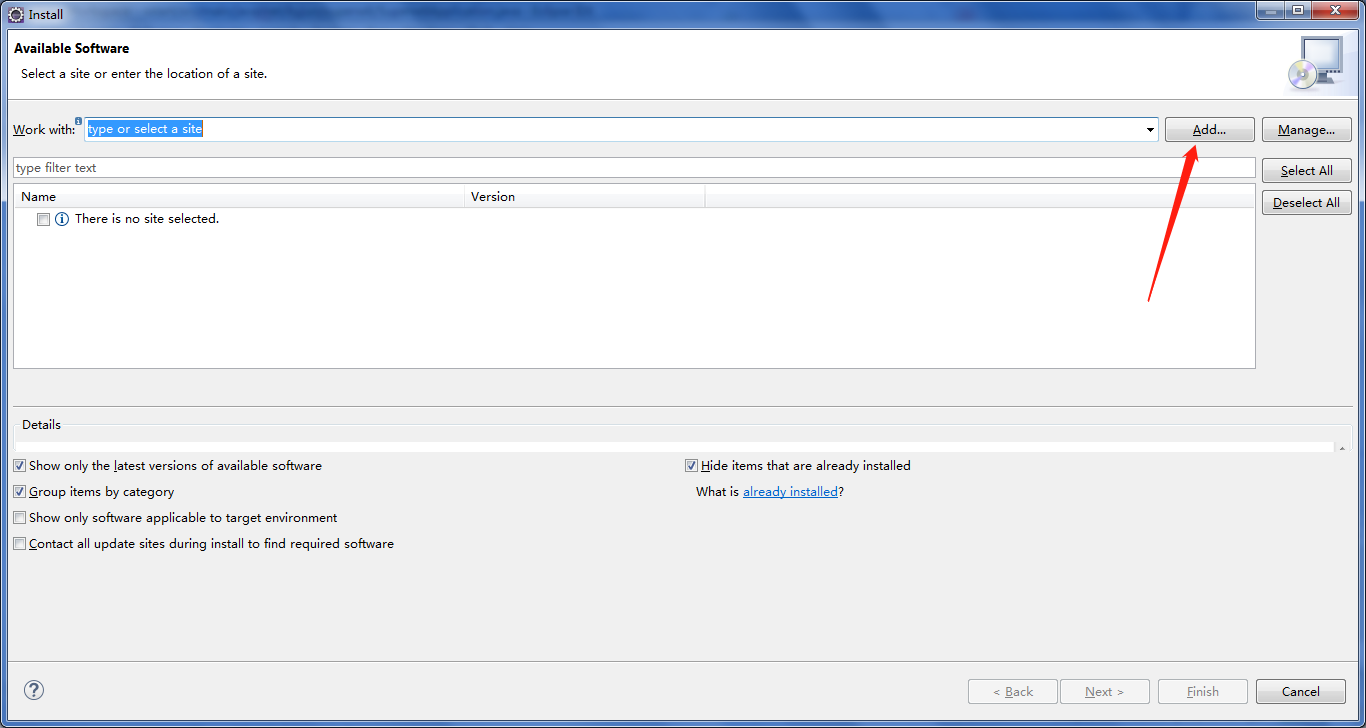 Install
Available Software
Select a site or enter the location of a site.
Work with: type or select a site Add... Manage...
type filter text Select All
Name Version Deselect All
There is no site selected.
Details
Show only the latest versions of available software Hide items that are already installed
Group items by category What is already installed?
Show only software applicable to target environment
Contact all update sites during install to find required software
? < Back Next > Finish Cancel